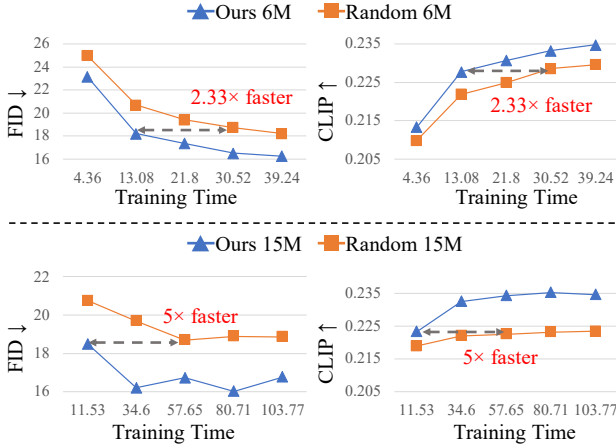 Ours 6M Random 6M
26
24
22
20
18
16
FID ↓
2.33× faster
4.36 13.08 21.8 30.52 39.24
Training Time
0.235
0.225
0.215
0.205
CLIP ↑
2.33× faster
4.36 13.08 21.8 30.52 39.24
Training Time
Ours 15M Random 15M
22
20
18
16
FID ↓
5× faster
11.53 34.6 57.65 80.71 103.77
Training Time
0.235
0.225
0.215
0.205
CLIP ↑
5× faster
11.53 34.6 57.65 80.71 103.77
Training Time